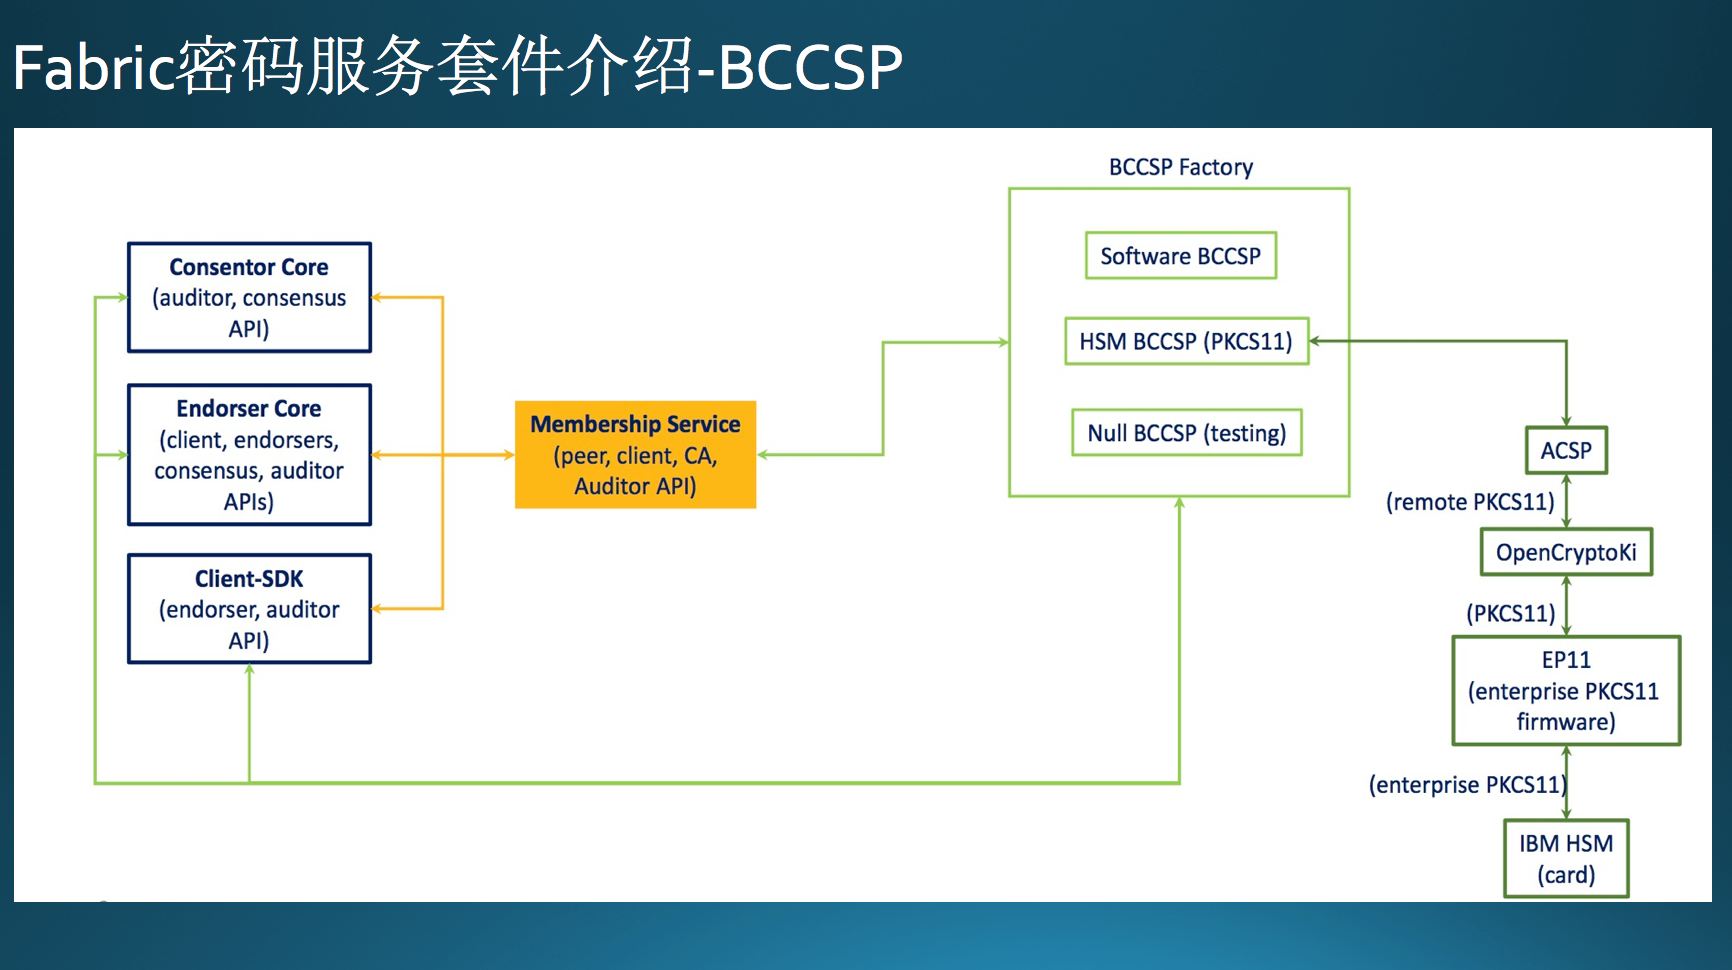 Fabric密码服务套件介绍-BCCSP
BCCSP Factory
Consentor Core
(auditor, consensus
API)
Endorser Core
(client, endorsers,
consensus, auditor
APIs)
Client-SDK
(endorser, auditor
API)
Membership Service
(peer, client, CA,
Auditor API)
Software BCCSP
HSM BCCSP (PKCS11)
Null BCCSP (testing)
ACSP
(remote PKCS11)
OpenCryptoKi
(PKCS11)
EP11
(enterprise PKCS11
firmware)
(enterprise PKCS11)
IBM HSM
(card)